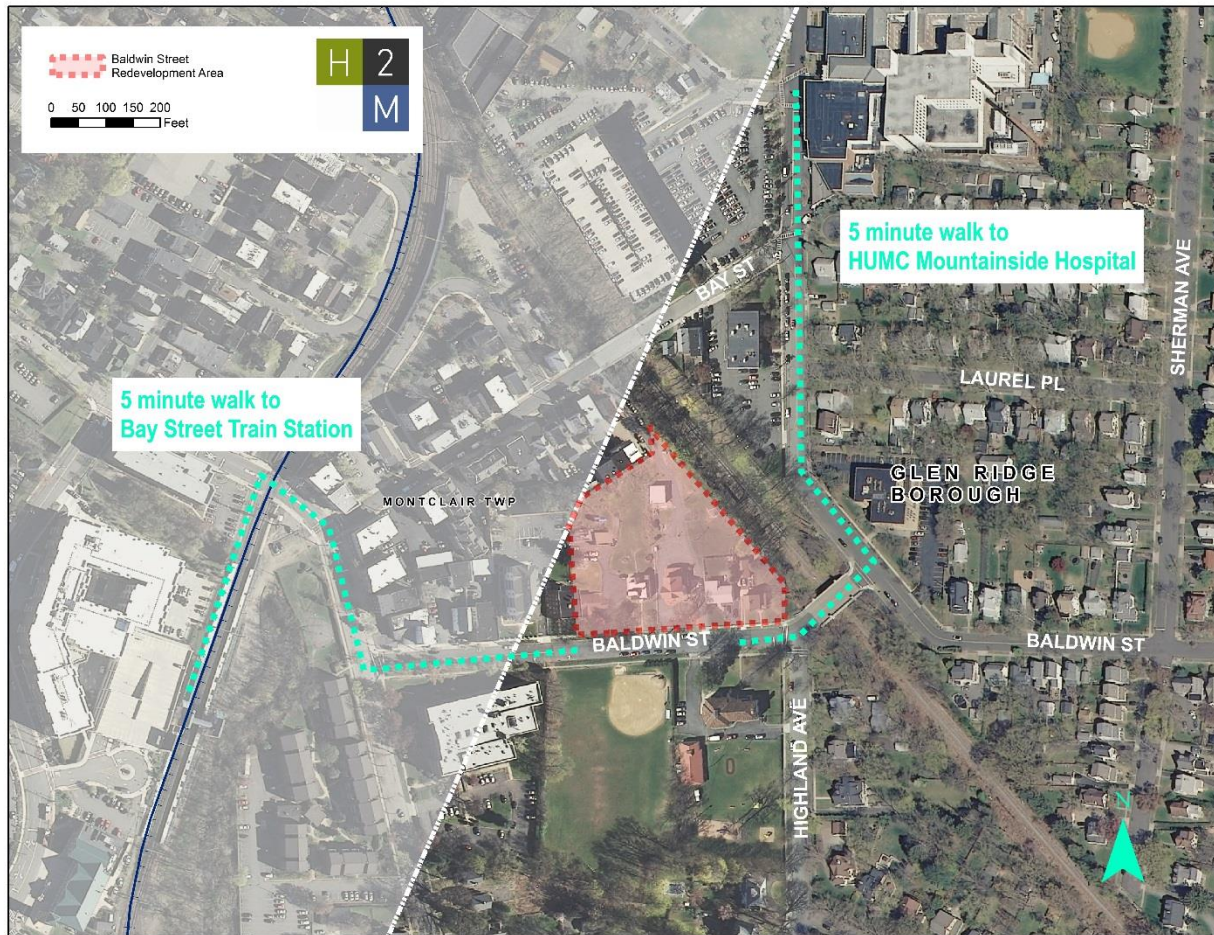 Baldwin Street
Redevelopment Area
0 50 100 150 200
Feet
H 2
M
5 minute walk to
HUMC Mountainside Hospital
BAY ST
SHERMAN AVE
LAUREL PL
5 minute walk to
Bay Street Train Station
GLEN RIDGE
BOROUGH
MONTCLAIR TWP
BALDWIN ST
BALDWIN ST
HIGHLAND AVE
N